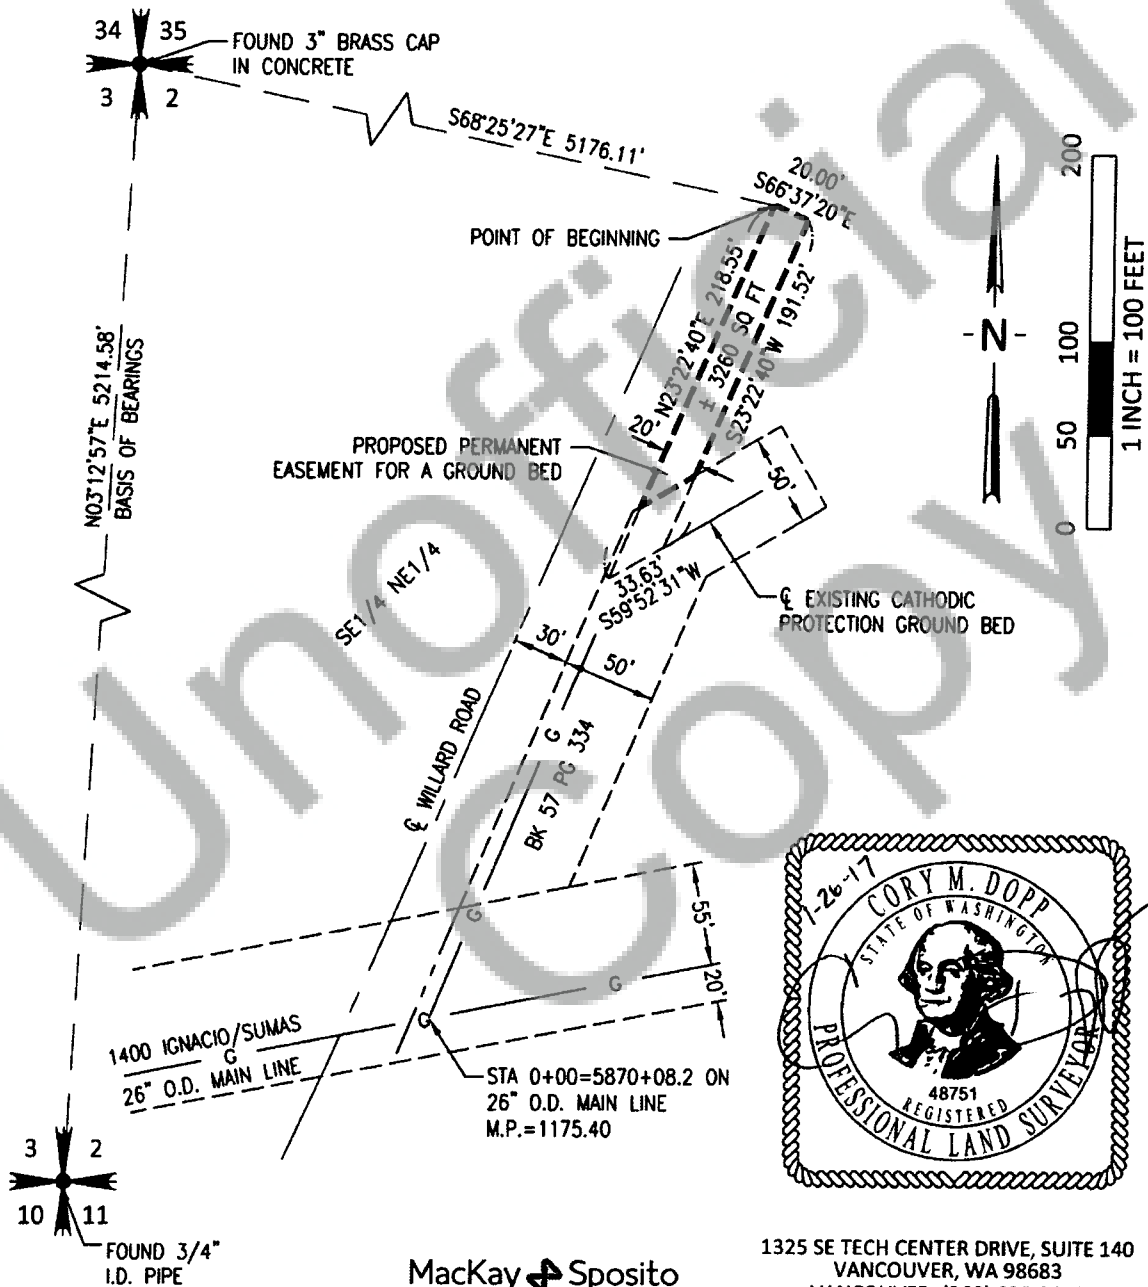 34 35
3 2
FOUND 3" BRASS CAP
IN CONCRETE
S68°25'27"E 5176.11'
20.00'
S66°37'20"E
POINT OF BEGINNING
N23°22'40"E 218.55'
± 3260 SQ FT
S23°22'40"W 191.52'
20'
N03°12'57"E 5214.58'
BASIS OF BEARINGS
PROPOSED PERMANENT
EASEMENT FOR A GROUND BED
50'
33.63'
S59°52'31"W
℄ EXISTING CATHODIC
PROTECTION GROUND BED
SE1/4 NE1/4
30'
50'
℄ WILLARD ROAD
G
BK 57 PG 334
G
55'
20'
G
G
1400 IGNACIO/SUMAS
G
26" O.D. MAIN LINE
STA 0+00=5870+08.2 ON
26" O.D. MAIN LINE
M.P.=1175.40
3 2
10 11
FOUND 3/4"
I.D. PIPE
-N-
0 50 100 200
1 INCH = 100 FEET
1-26-17
CORY M. DOPP
STATE OF WASHINGTON
48751
REGISTERED
PROFESSIONAL LAND SURVEYOR
MacKay Sposito
1325 SE TECH CENTER DRIVE, SUITE 140
VANCOUVER, WA 98683
Unofficial
Copy